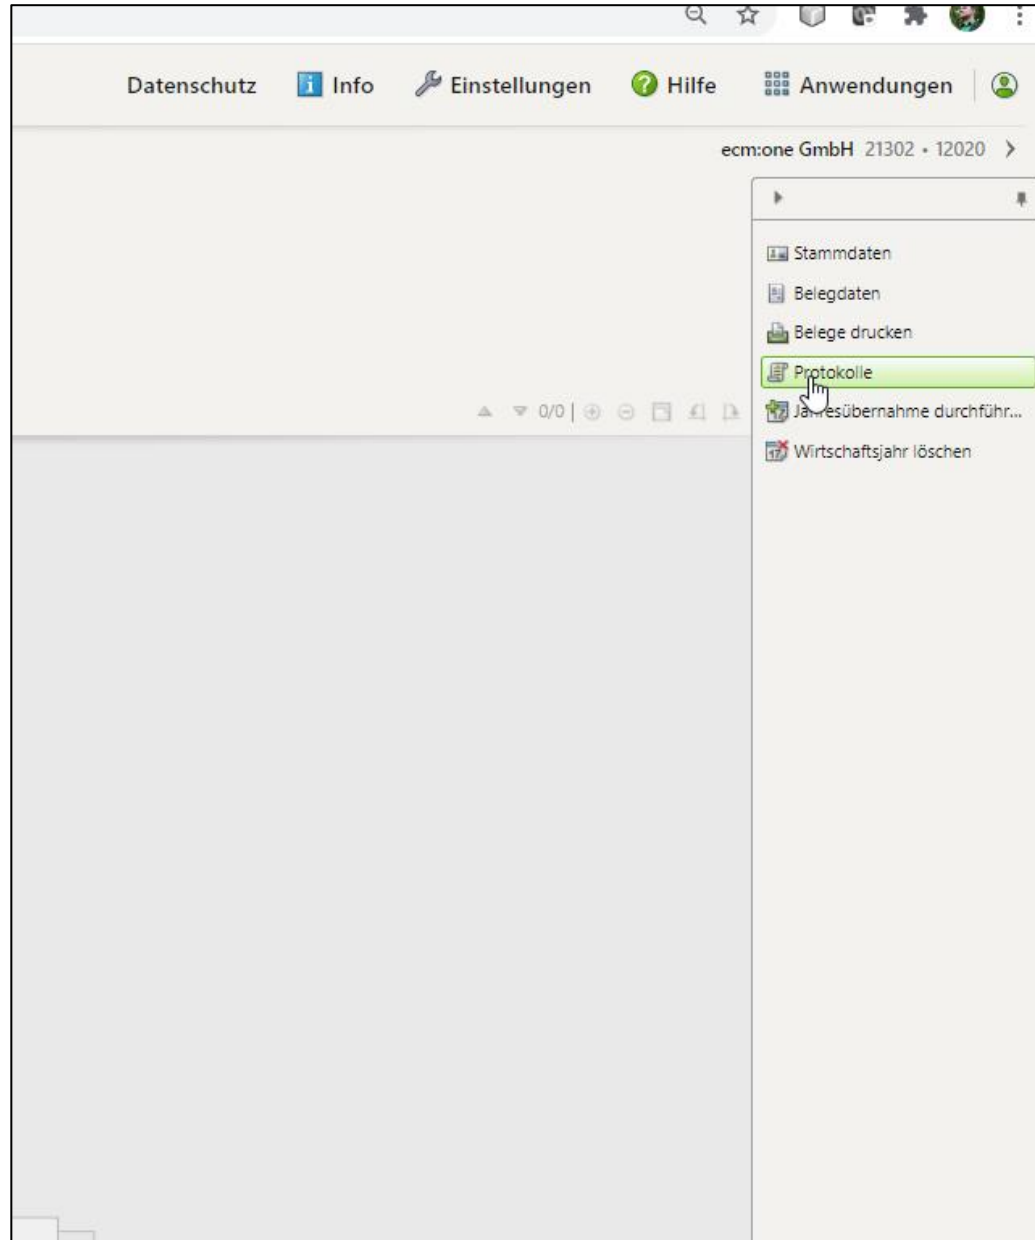 Datenschutz Info Einstellungen Hilfe Anwendungen
ecm:one GmbH 21302 • 12020
Stammdaten
Belegdaten
Belege drucken
Protokolle
0/0
Jahresübernahme durchführ...
Wirtschaftsjahr löschen